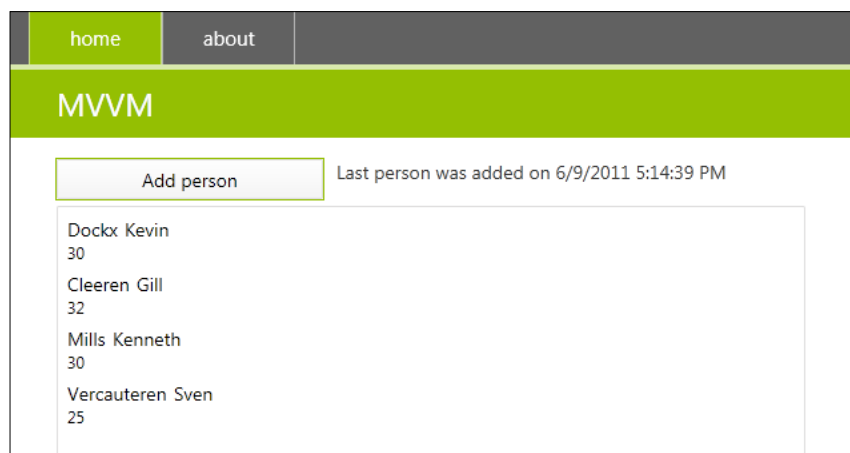 home about
MVVM
Add person Last person was added on 6/9/2011 5:14:39 PM
Dockx Kevin
30
Cleeren Gill
32
Mills Kenneth
30
Vercauteren Sven
25